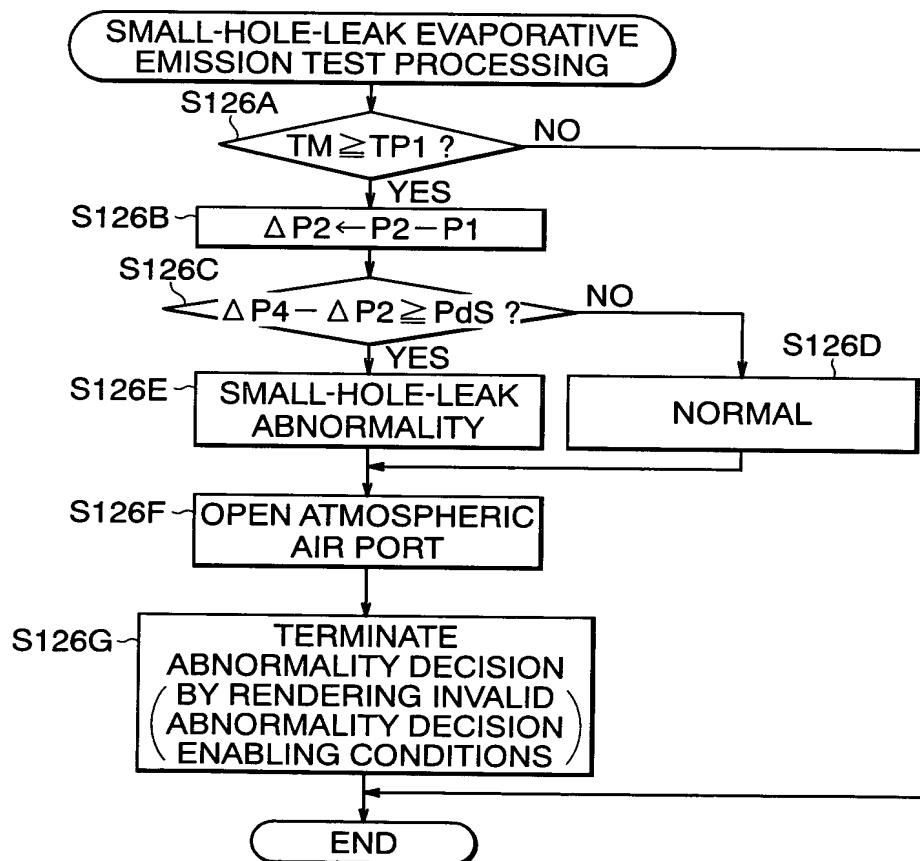 SMALL-HOLE-LEAK EVAPORATIVE
EMISSION TEST PROCESSING
S126A
TM≧TP1 ?
NO
YES
S126B
ΔP2←P2−P1
S126C
ΔP4−ΔP2≧PdS ?
NO
YES
S126D
S126E
SMALL-HOLE-LEAK
ABNORMALITY
NORMAL
S126F
OPEN ATMOSPHERIC
AIR PORT
S126G
TERMINATE
ABNORMALITY DECISION
(BY RENDERING INVALID
ABNORMALITY DECISION
ENABLING CONDITIONS)
END